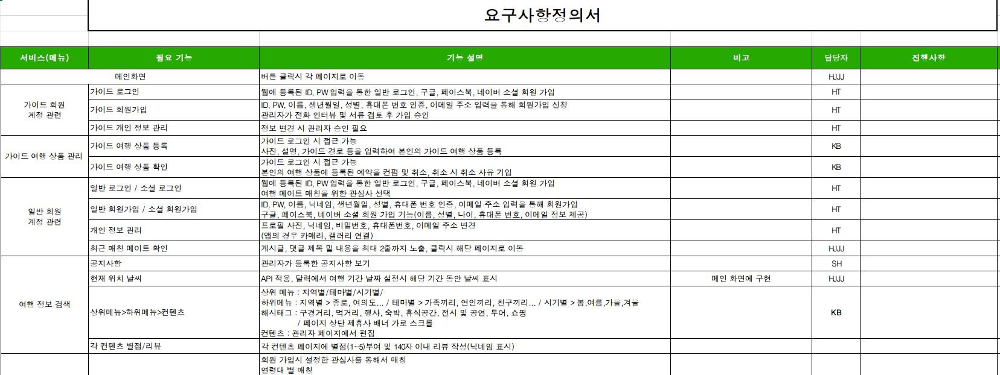 요구사항정의서
서비스(메뉴) 필요 기능 기능 설명 비고 담당자 진행사항
메인화면 버튼 클릭시 각 페이지로 이동 HJJJ
가이드 회원
계정 관련
가이드 로그인 웹에 등록된 ID, PW 입력을 통한 일반 로그인, 구글, 페이스북, 네이버 소셜 회원 가입 HT
가이드 회원가입 ID, PW, 이름, 생년월일, 성별, 휴대폰 번호 인증, 이메일 주소 입력을 통해 회원가입 신청
관리자가 전화 인터뷰 및 서류 검토 후 가입 승인 HT
가이드 개인 정보 관리 정보 변경 시 관리자 승인 필요 HT
가이드 여행 상품 관리
가이드 여행 상품 등록 가이드 로그인 시 접근 가능
사진, 설명, 가이드 경로 등을 입력하여 본인의 가이드 여행 상품 등록 KB
가이드 여행 상품 확인 가이드 로그인 시 접근 가능
본인의 여행 상품에 등록된 예약을 컨펌 및 취소, 취소 시 취소 사유 기입 KB
일반 회원
계정 관련
일반 로그인 / 소셜 로그인 웹에 등록된 ID, PW 입력을 통한 일반 로그인, 구글, 페이스북, 네이버 소셜 회원 가입
여행 메이트 매칭을 위한 관심사 선택 HT
일반 회원가입 / 소셜 회원가입 ID, PW, 이름, 닉네임, 생년월일, 성별, 휴대폰 번호 인증, 이메일 주소 입력을 통해 회원가입
구글, 페이스북, 네이버 소셜 회원 가입 기능(이름, 성별, 나이, 휴대폰 번호, 이메일 정보 제공) HT
개인 정보 관리 프로필 사진, 닉네임, 비밀번호, 휴대폰번호, 이메일 주소 변경
(앱의 경우 카매라, 갤러리 연결) HT
최근 매칭 메이트 확인 게시글, 댓글 제목 밑 내용을 최대 2줄까지 노출, 클릭시 해당 페이지로 이동 HJJJ
여행 정보 검색
공지사항 관리자가 등록한 공지사항 보기 SH
현재 위치 날씨 API 적용, 달력에서 여행 기간 날짜 설정시 해당 기간 동안 날씨 표시 메인 화면에 구현 HJJJ
상위메뉴>하위메뉴>컨텐츠 상위 메뉴 : 지역별/테마별/시기별/
하위메뉴 : 지역별 > 종로, 여의도... / 테마별 > 가족끼리, 연인끼리, 친구끼리... / 시기별 > 봄,여름,가을,겨울
해시태그 : 구경거리, 먹거리, 행사, 숙박, 휴식공간, 전시 및 공연, 투어, 쇼핑
/ 페이지 상단 제휴사 배너 가로 스크롤
컨텐츠 : 관리자 페이지에서 편집 KB
각 컨텐츠 별점/리뷰 각 컨텐츠 페이지에 별점(1~5)부여 및 140자 이내 리뷰 작성(닉네임 표시)
회원 가입시 설정한 관심사를 통해서 매칭
연령대 별 매칭